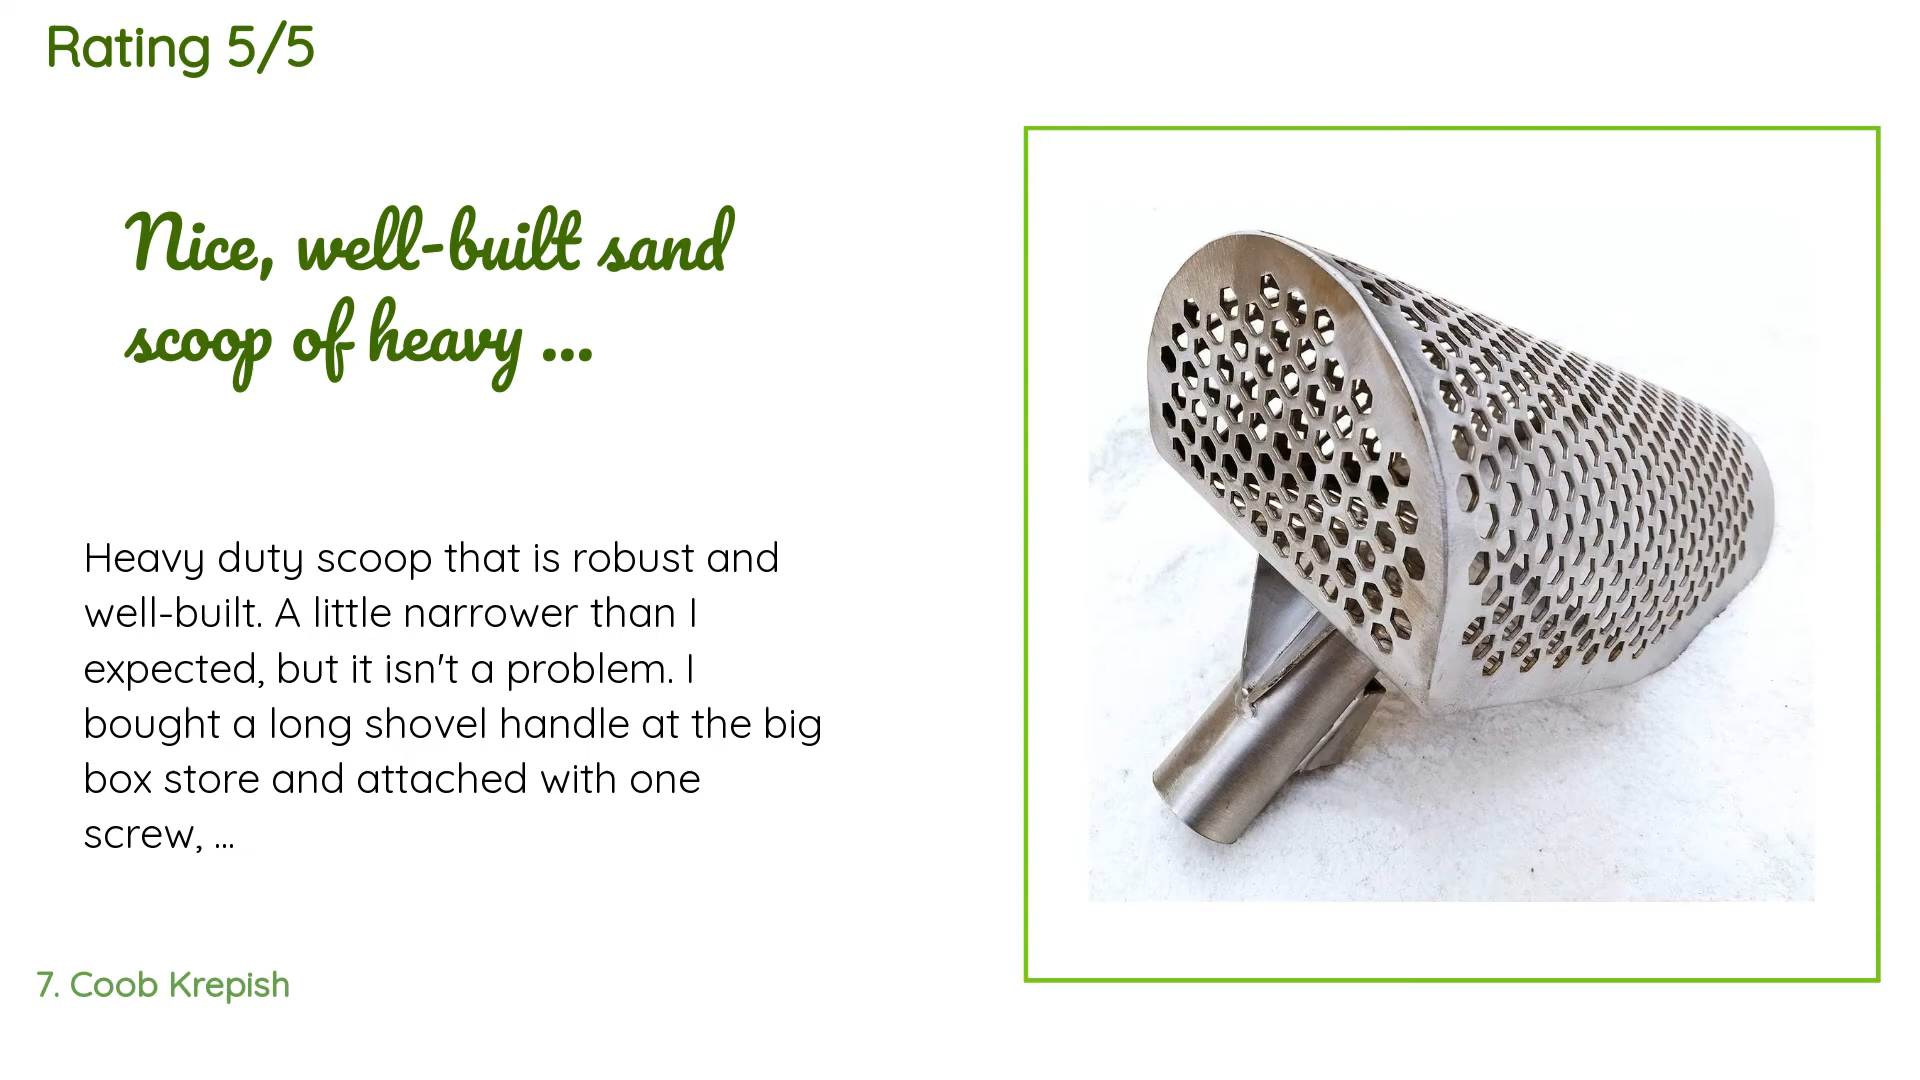 Rating 5/5
Nice, well-built sand
scoop of heavy ...
Heavy duty scoop that is robust and
well-built. A little narrower than I
expected, but it isn't a problem. I
bought a long shovel handle at the big
box store and attached with one
screw, ...
7. Coob Krepish